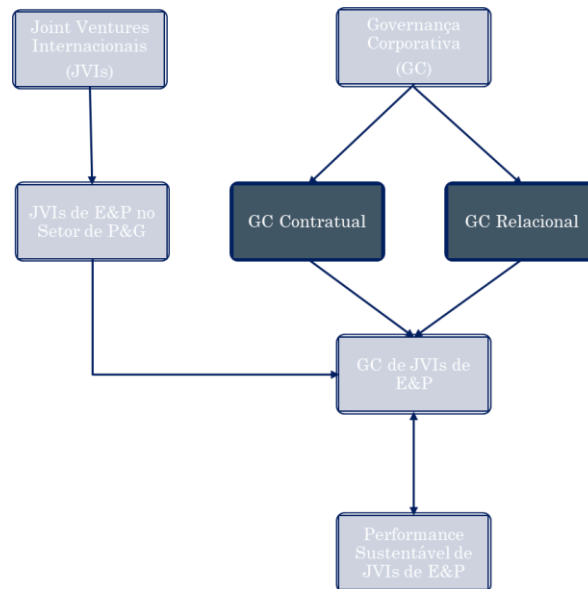 Joint Ventures
Internacionais
(JVIs)
Governança
Corporativa
(GC)
JVIs de E&P no
Setor de P&G
GC Contratual
GC Relacional
GC de JVIs de
E&P
Performance
Sustentável de
JVIs de E&P